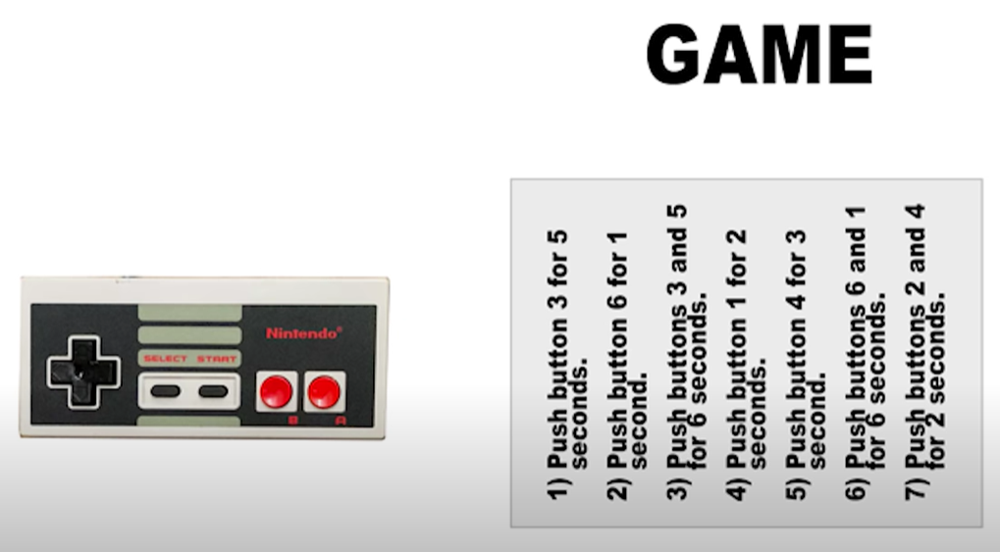 GAME
Nintendo®
SELECT START
B A
1) Push button 3 for 5
seconds.
2) Push button 6 for 1
second.
3) Push buttons 3 and 5
for 6 seconds.
4) Push button 1 for 2
seconds.
5) Push button 4 for 3
seconds.
6) Push buttons 6 and 1
for 6 seconds.
7) Push buttons 2 and 4
for 2 seconds.